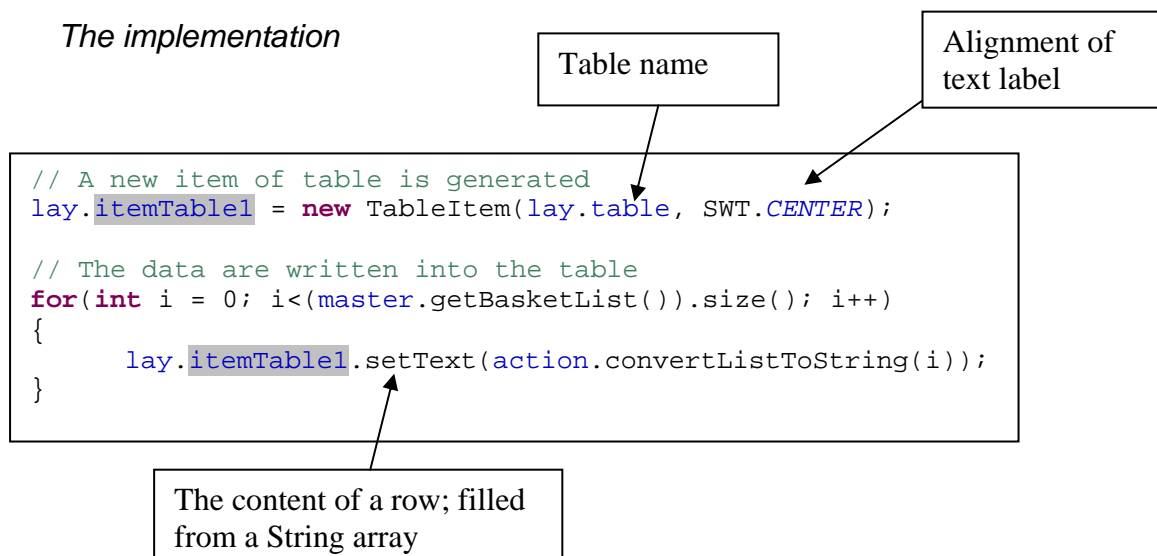 The implementation
Table name
Alignment of
text label
// A new item of table is generated
lay.itemTable1 = new TableItem(lay.table, SWT.CENTER);
// The data are written into the table
for(int i = 0; i<(master.getBasketList()).size(); i++)
{
lay.itemTable1.setText(action.convertListToString(i));
}
The content of a row; filled
from a String array